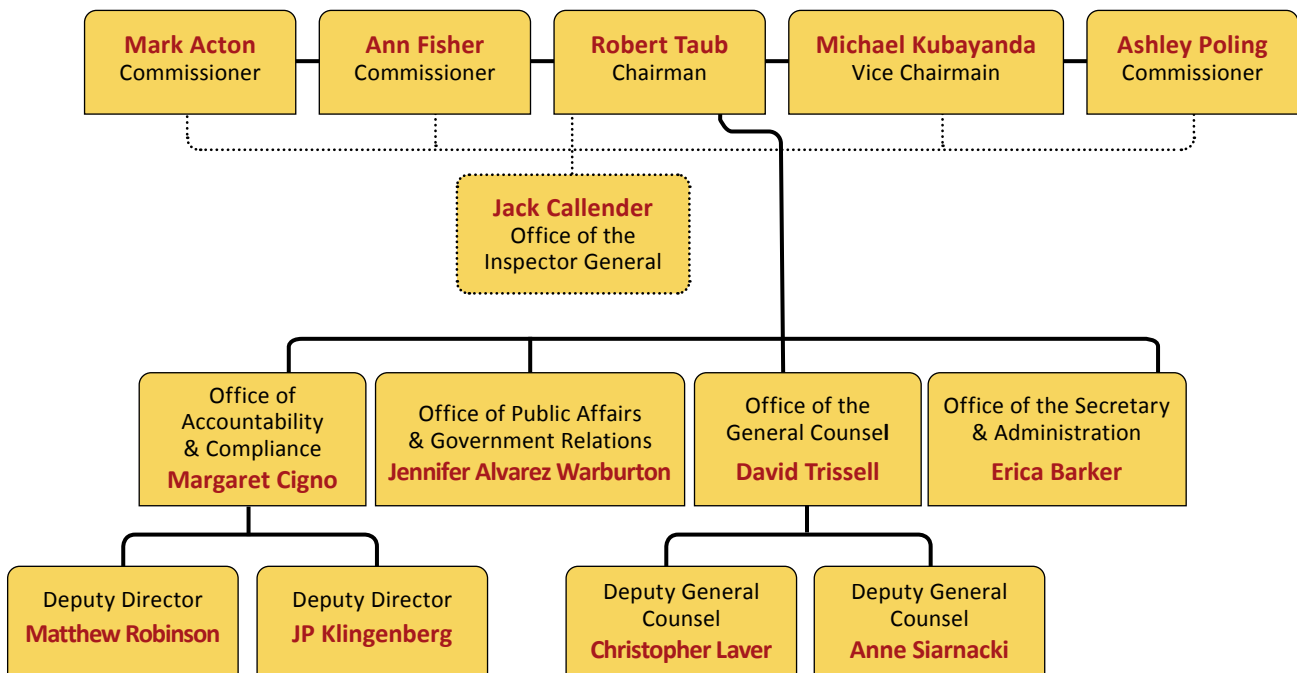 Mark Acton
Commissioner
Ann Fisher
Commissioner
Robert Taub
Chairman
Michael Kubayanda
Vice Chairmain
Ashley Poling
Commissioner
Jack Callender
Office of the
Inspector General
Office of
Accountability
& Compliance
Margaret Cigno
Office of Public Affairs
& Government Relations
Jennifer Alvarez Warburton
Office of the
General Counsel
David Trissell
Office of the Secretary
& Administration
Erica Barker
Deputy Director
Matthew Robinson
Deputy Director
JP Klingenberg
Deputy General
Counsel
Christopher Laver
Deputy General
Counsel
Anne Siarnacki